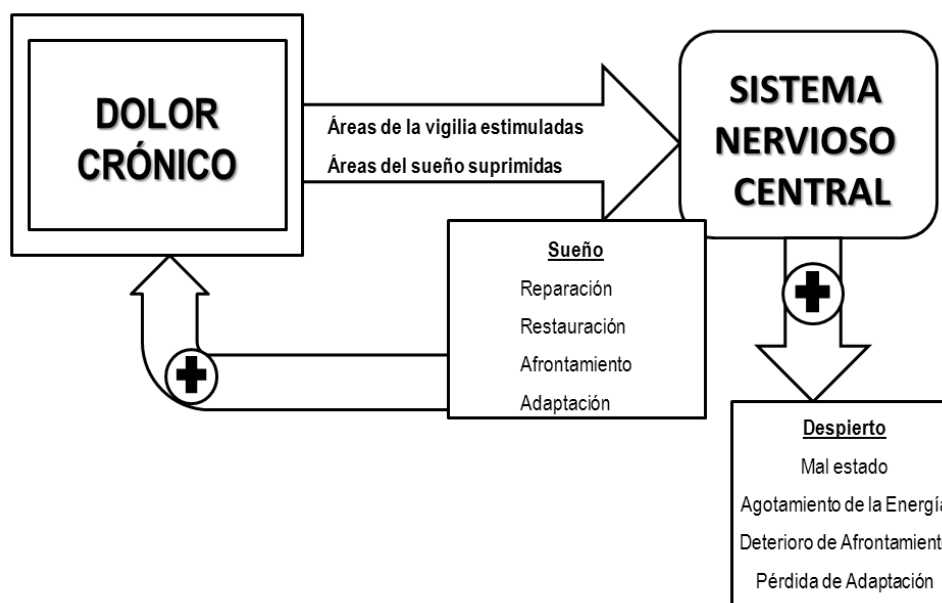 DOLOR
CRÓNICO
Áreas de la vigilia estimuladas
Áreas del sueño suprimidas
SISTEMA
NERVIOSO
CENTRAL
Sueño
Reparación
Restauración
Afrontamiento
Adaptación
Despierto
Mal estado
Agotamiento de la Energía
Deterioro de Afrontamient
Pérdida de Adaptación